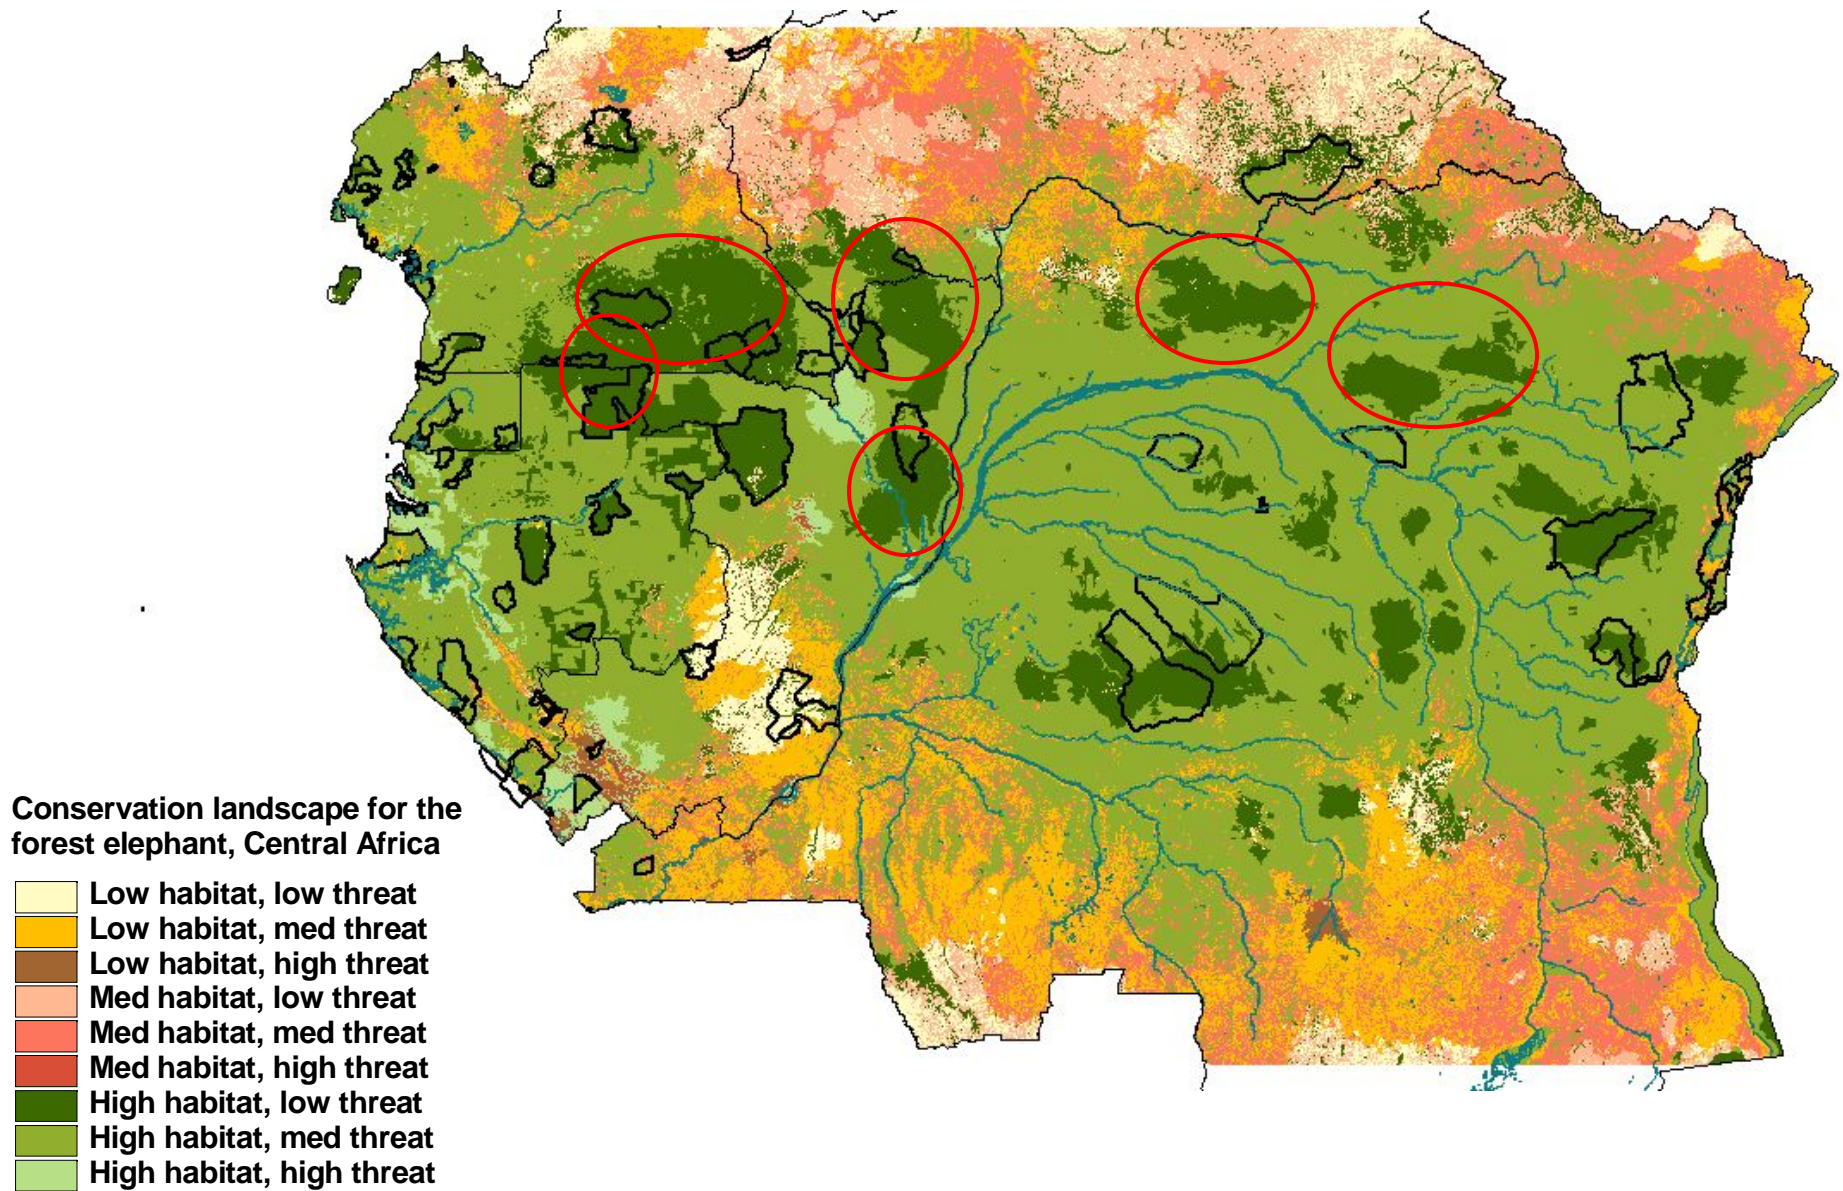 Conservation landscape for the
forest elephant, Central Africa
Low habitat, low threat
Low habitat, med threat
Low habitat, high threat
Med habitat, low threat
Med habitat, med threat
Med habitat, high threat
High habitat, low threat
High habitat, med threat
High habitat, high threat